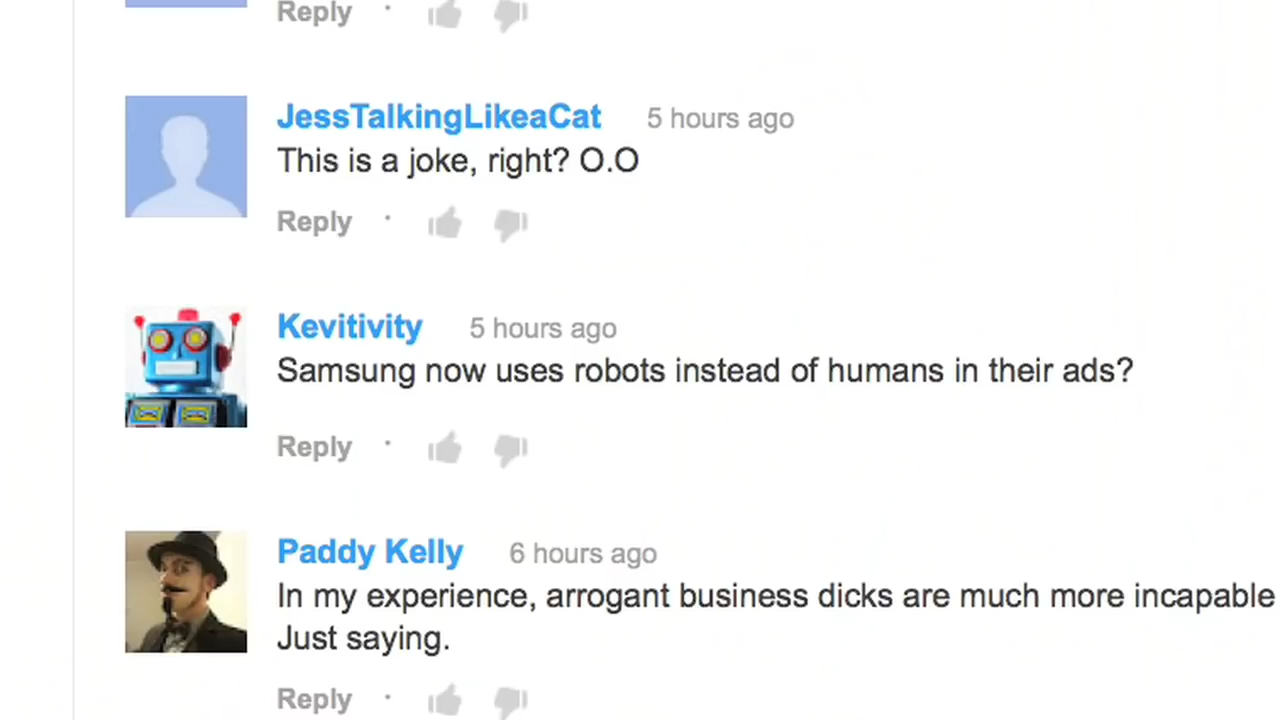 Reply ·
JessTalkingLikeaCat 5 hours ago
This is a joke, right? O.O
Reply ·
Kevitivity 5 hours ago
Samsung now uses robots instead of humans in their ads?
Reply ·
Paddy Kelly 6 hours ago
In my experience, arrogant business dicks are much more incapable
Just saying.
Reply ·